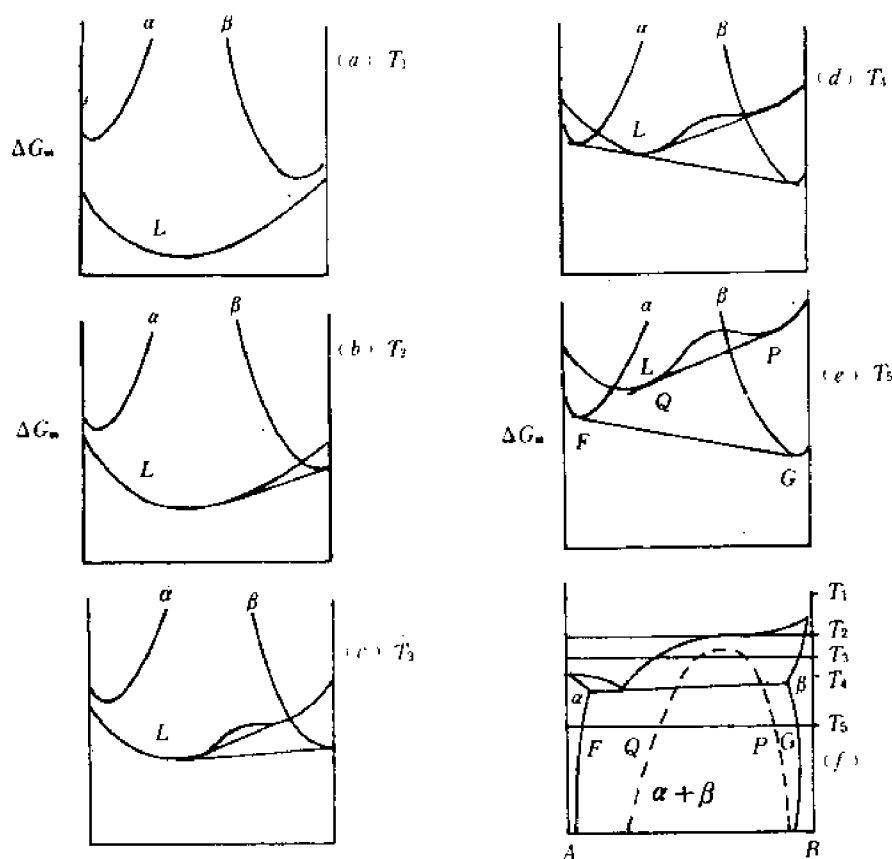 α
β
(a) T₁
ΔGₘ
L
α
β
(b) T₂
ΔGₘ
L
α
β
(c) T₃
L
α
β
(d) T₄
L
α
β
(e) T₅
L
P
Q
ΔGₘ
F
G
T₁
T₂
T₃
T₄
β
α
T₅
F
Q
P
G
(f)
α + β
A
B